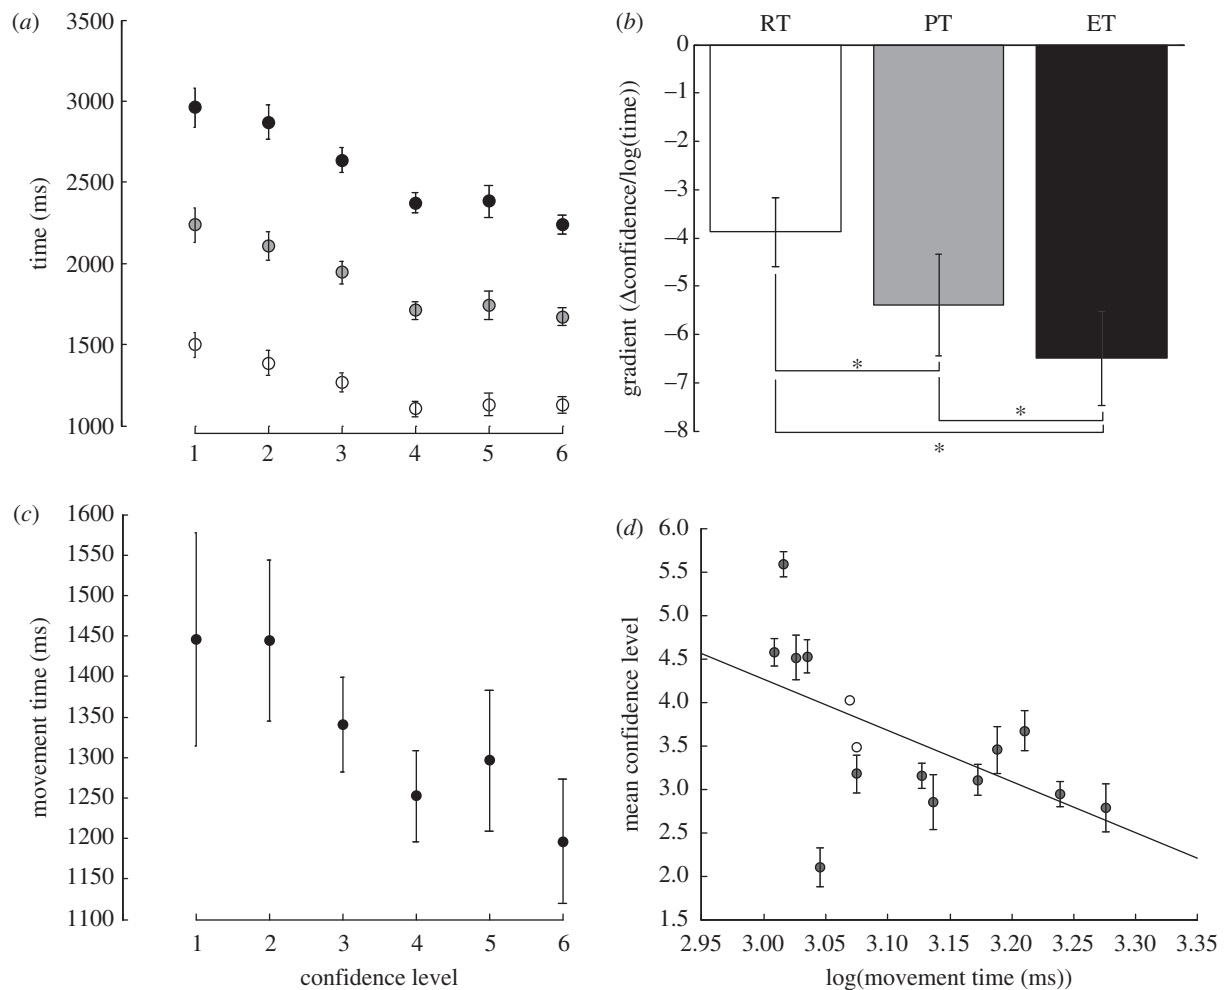 (a)
3500
3000
2500
2000
1500
1000
time (ms)
1 2 3 4 5 6
(b)
RT PT ET
0
–1
–2
–3
–4
–5
–6
–7
–8
gradient (Δconfidence/log(time))
*
*
*
(c)
1600
1550
1500
1450
1400
1350
1300
1250
1200
1150
1100
movement time (ms)
1 2 3 4 5 6
confidence level
(d)
6.0
5.5
5.0
4.5
4.0
3.5
3.0
2.5
2.0
1.5
mean confidence level
2.95 3.00 3.05 3.10 3.15 3.20 3.25 3.30 3.35
log(movement time (ms))